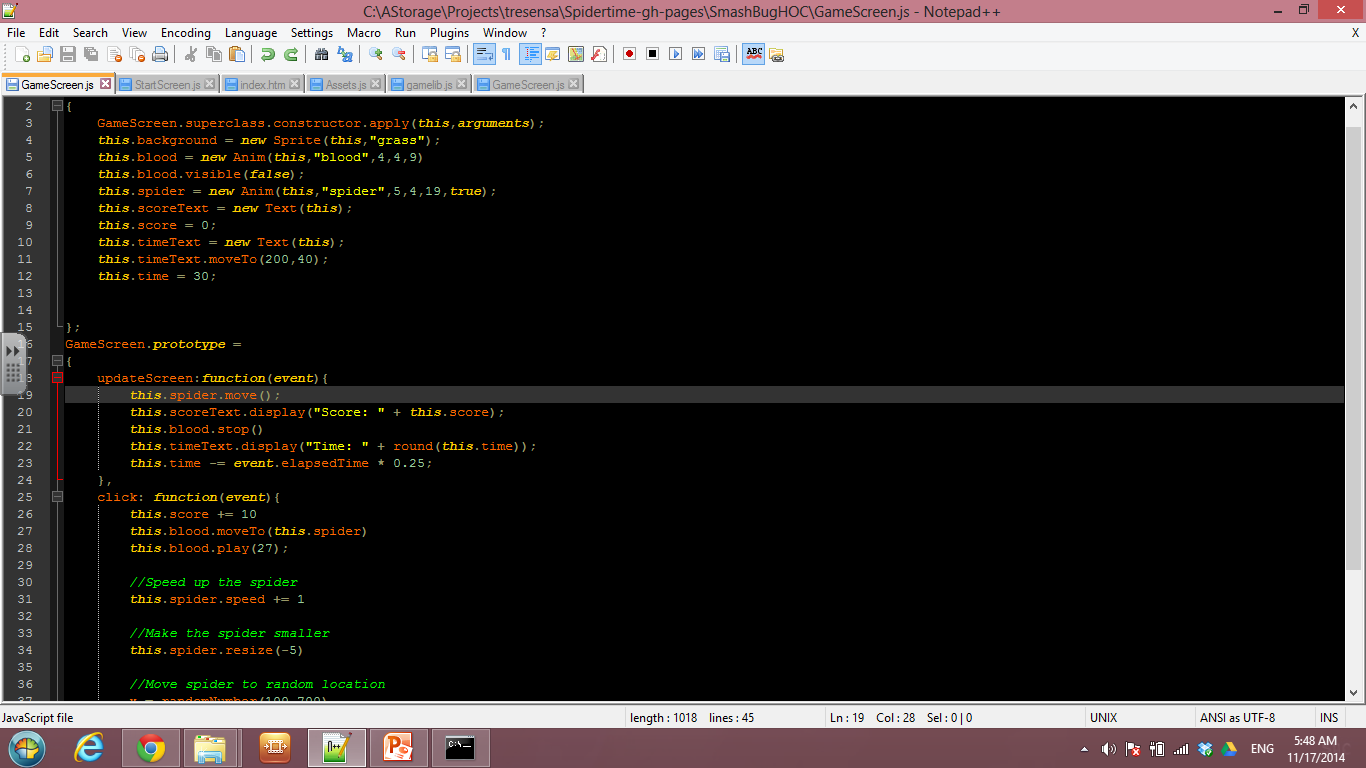 C:\AStorage\Projects\tresensa\Spidertime-gh-pages\SmashBugHOC\GameScreen.js - Notepad++
File Edit Search View Encoding Language Settings Macro Run Plugins Window ? X
GameScreen.js StartScreen.js index.htm Assets.js gamelib.js GameScreen.js
2 {
3 GameScreen.superclass.constructor.apply(this,arguments);
4 this.background = new Sprite(this,"grass");
5 this.blood = new Anim(this,"blood",4,4,9)
6 this.blood.visible(false);
7 this.spider = new Anim(this,"spider",5,4,19,true);
8 this.scoreText = new Text(this);
9 this.score = 0;
10 this.timeText = new Text(this);
11 this.timeText.moveTo(200,40);
12 this.time = 30;
13
14
15 };
16 GameScreen.prototype =
17 {
18 updateScreen:function(event){
19 this.spider.move();
20 this.scoreText.display("Score: " + this.score);
21 this.blood.stop()
22 this.timeText.display("Time: " + round(this.time));
23 this.time -= event.elapsedTime * 0.25;
24 },
25 click: function(event){
26 this.score += 10
27 this.blood.moveTo(this.spider)
28 this.blood.play(27);
29
30 //Speed up the spider
31 this.spider.speed += 1
32
33 //Make the spider smaller
34 this.spider.resize(-5)
35
36 //Move spider to random location
JavaScript file length : 1018 lines : 45 Ln : 19 Col : 28 Sel : 0 | 0 UNIX ANSI as UTF-8 INS
ENG 5:48 AM
11/17/2014